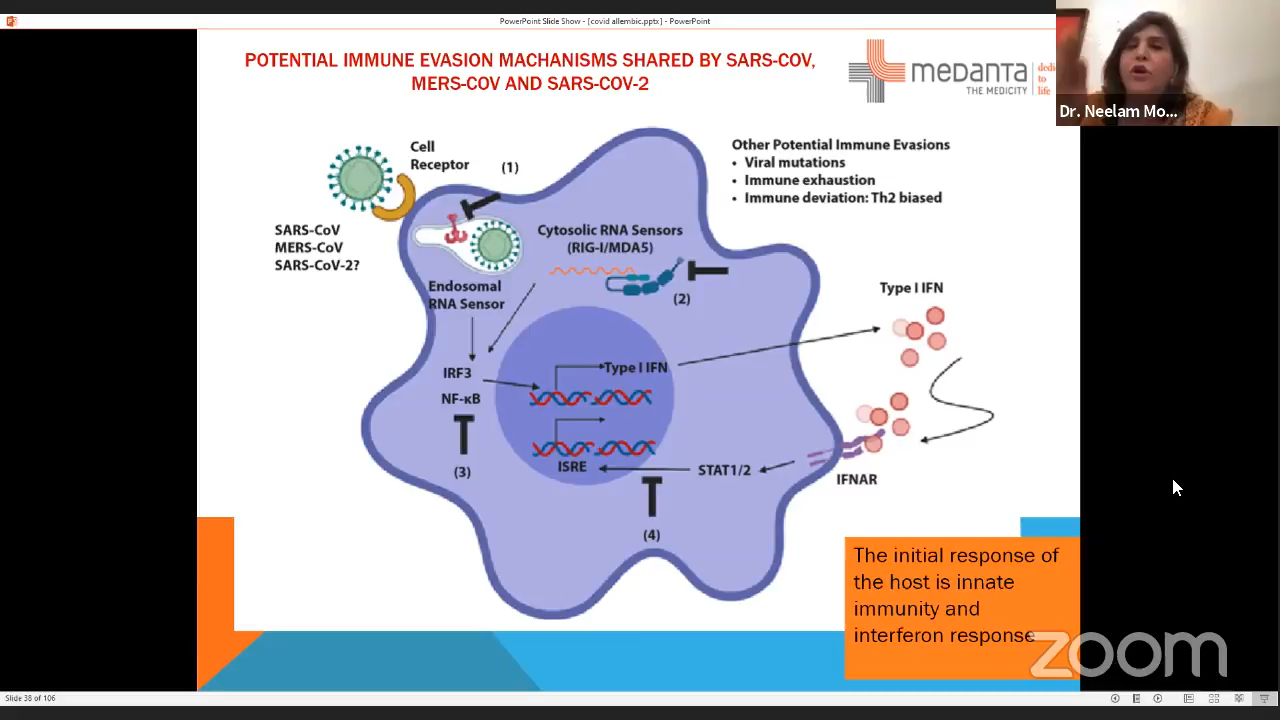 PowerPoint Slide Show - [covid allembic.pptx] - PowerPoint
POTENTIAL IMMUNE EVASION MACHANISMS SHARED BY SARS-COV,
MERS-COV AND SARS-COV-2
medanta
THE MEDICITY
dedi
to
life
Dr. Neelam Mo...
Cell
Receptor
(1)
SARS-CoV
MERS-CoV
SARS-CoV-2?
Other Potential Immune Evasions
• Viral mutations
• Immune exhaustion
• Immune deviation: Th2 biased
Cytosolic RNA Sensors
(RIG-I/MDA5)
(2)
Endosomal
RNA Sensor
Type I IFN
IRF3
NF-κB
(3)
Type I IFN
ISRE
STAT1/2
IFNAR
(4)
The initial response of
the host is innate
immunity and
interferon response
zoom
Slide 38 of 106